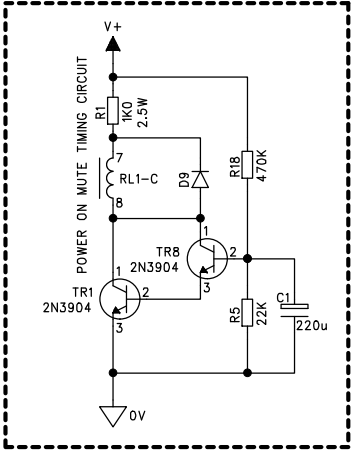 V+
POWER ON MUTE TIMING CIRCUIT
R1
1K0
2.5W
7
RL1-C
8
D9
R18
470K
1
TR8
2N3904
2
3
1
TR1
2N3904
2
3
R5
22K
C1
220u
0V